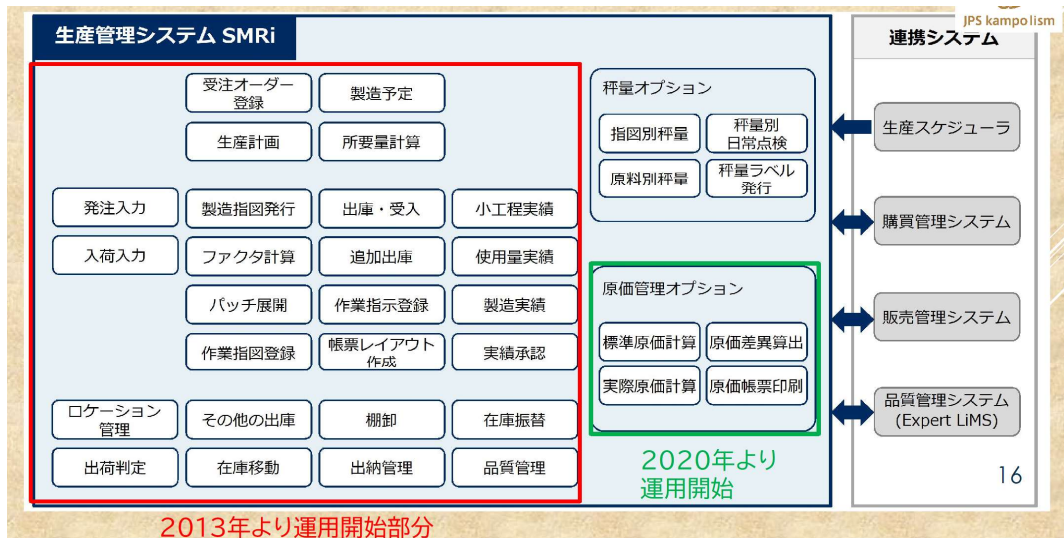 JPS kampolism
生産管理システム SMRi
連携システム
受注オーダー
登録
製造予定
生産計画
所要量計算
発注入力
製造指図発行
出庫・受入
小工程実績
入荷入力
ファクタ計算
追加出庫
使用量実績
パッチ展開
作業指示登録
製造実績
作業指図登録
帳票レイアウト
作成
実績承認
ロケーション
管理
その他の出庫
棚卸
在庫振替
出荷判定
在庫移動
出納管理
品質管理
2013年より運用開始部分
秤量オプション
指図別秤量
秤量別
日常点検
原料別秤量
秤量ラベル
発行
原価管理オプション
標準原価計算
原価差異算出
実際原価計算
原価帳票印刷
2020年より
運用開始
生産スケジューラ
購買管理システム
販売管理システム
品質管理システム
(Expert LiMS)
16